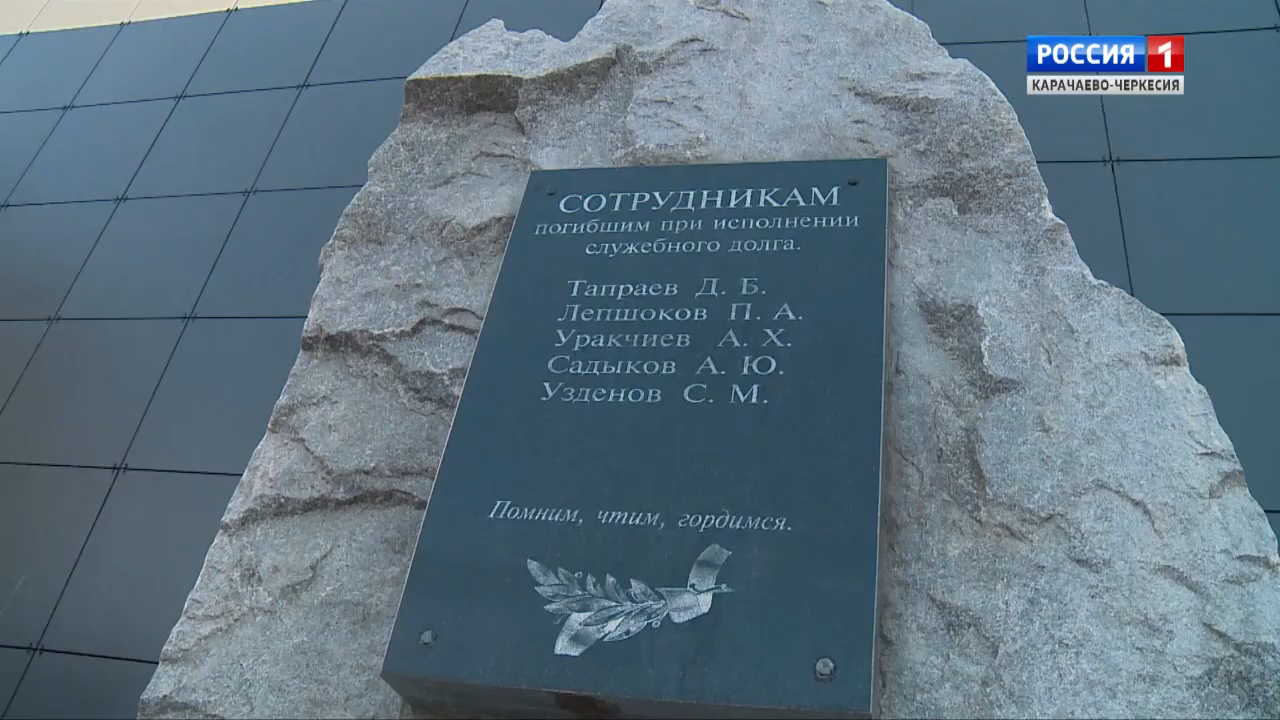 РОССИЯ 1
КАРАЧАЕВО-ЧЕРКЕСИЯ
СОТРУДНИКАМ
погибшим при исполнении
служебного долга.
Тапраев Д. Б.
Лепшоков П. А.
Уракчиев А. Х.
Садыков А. Ю.
Узденов С. М.
Помним, чтим, гордимся.